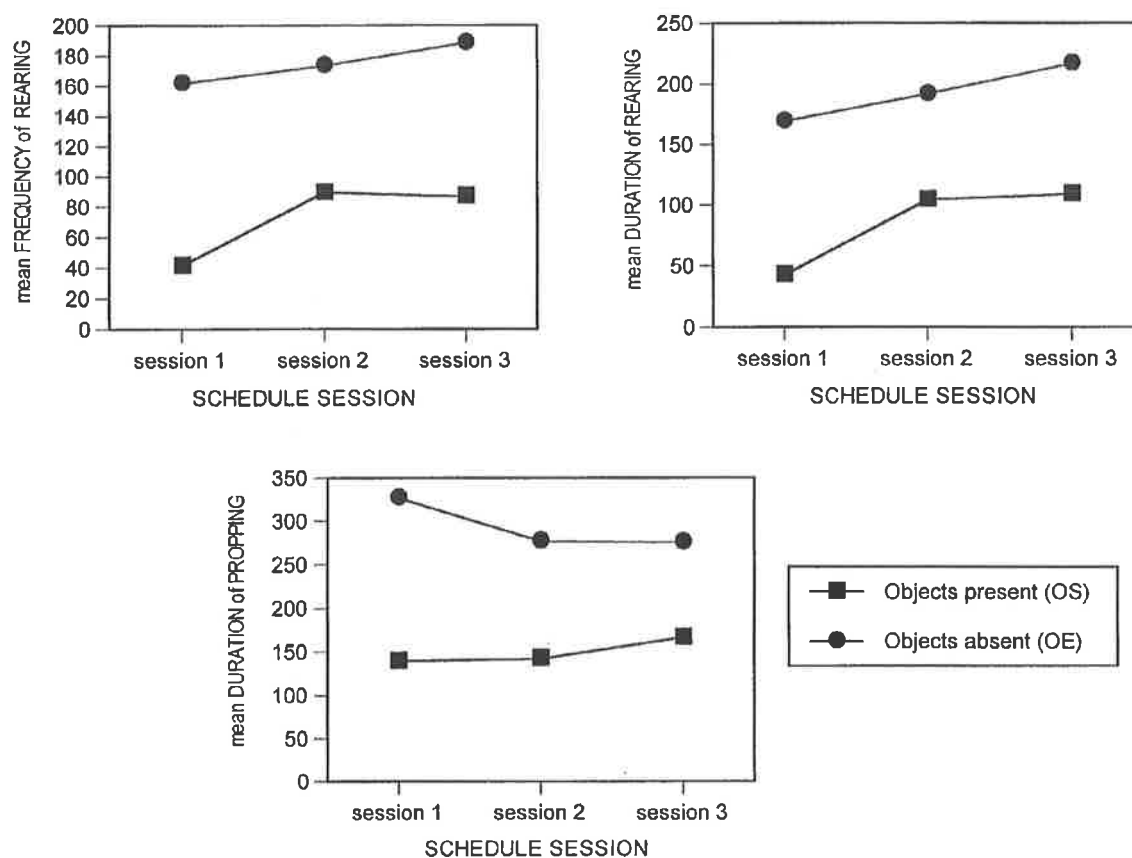 mean FREQUENCY of REARING
200
180
160
140
120
100
80
60
40
20
0
session 1 session 2 session 3
SCHEDULE SESSION
mean DURATION of REARING
250
200
150
100
50
0
session 1 session 2 session 3
SCHEDULE SESSION
mean DURATION of PROPPING
350
300
250
200
150
100
50
0
session 1 session 2 session 3
SCHEDULE SESSION
Objects present (OS)
Objects absent (OE)